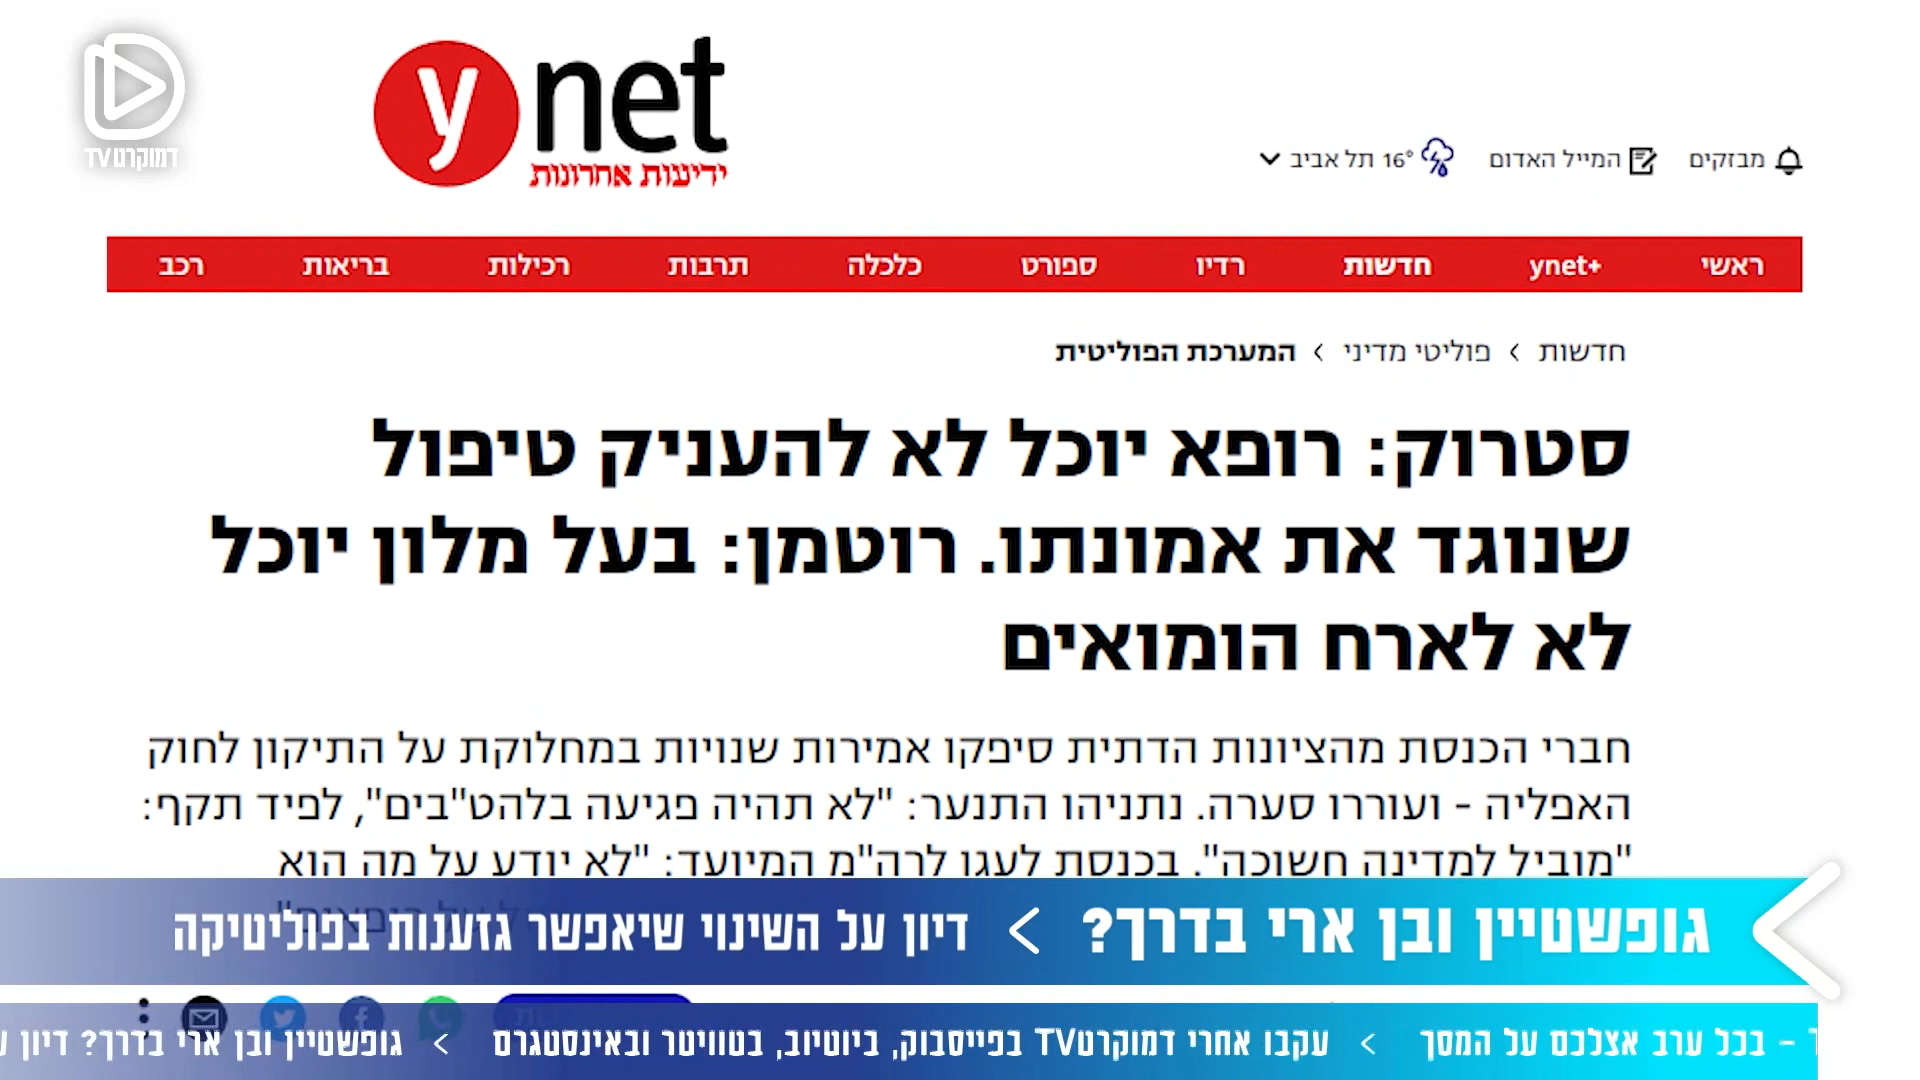 דמוקרטTV
ynet
ידיעות אחרונות
מבזקים המייל האדום 16° תל אביב
ראשי ynet+ חדשות רדיו ספורט כלכלה תרבות רכילות בריאות רכב
חדשות > פוליטי מדיני > המערכת הפוליטית
סטרוק: רופא יוכל לא להעניק טיפול
שנוגד את אמונתו. רוטמן: בעל מלון יוכל
לא לארח הומואים
חברי הכנסת מהציונות הדתית סיפקו אמירות שנויות במחלוקת על התיקון לחוק
האפליה - ועוררו סערה. נתניהו התנער: "לא תהיה פגיעה בלהט"בים", לפיד תקף:
"מוביל למדינה חשוכה". בכנסת לעגו לרה"מ המיועד: "לא יודע על מה הוא
גופשטיין ובן ארי בדרך? > דיון על השינוי שיאפשר גזענות בפוליטיקה
- בכל ערב אצלכם על המסך > עקבו אחרי דמוקרטTV בפייסבוק, ביוטיוב, בטוויטר ובאינסטגרם > גופשטיין ובן ארי בדרך? דיון